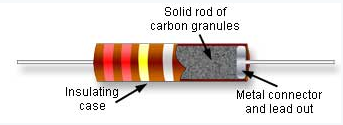 Solid rod of
carbon granules
Insulating
case
Metal connector
and lead out